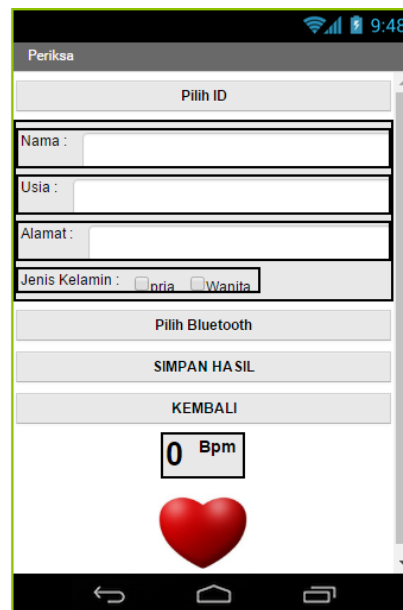 9:48
Periksa
Pilih ID
Nama :
Usia :
Alamat :
Jenis Kelamin : pria Wanita
Pilih Bluetooth
SIMPAN HASIL
KEMBALI
0 Bpm